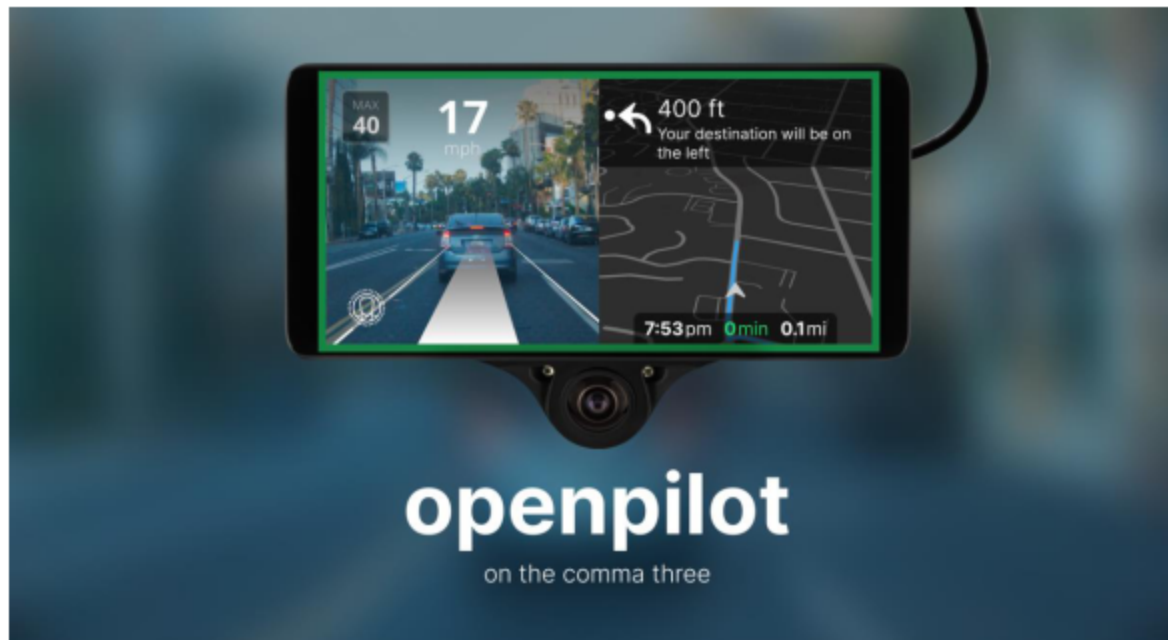 MAX
40
17
mph
400 ft
Your destination will be on
the left
7:53pm 0min 0.1mi
openpilot
on the comma three